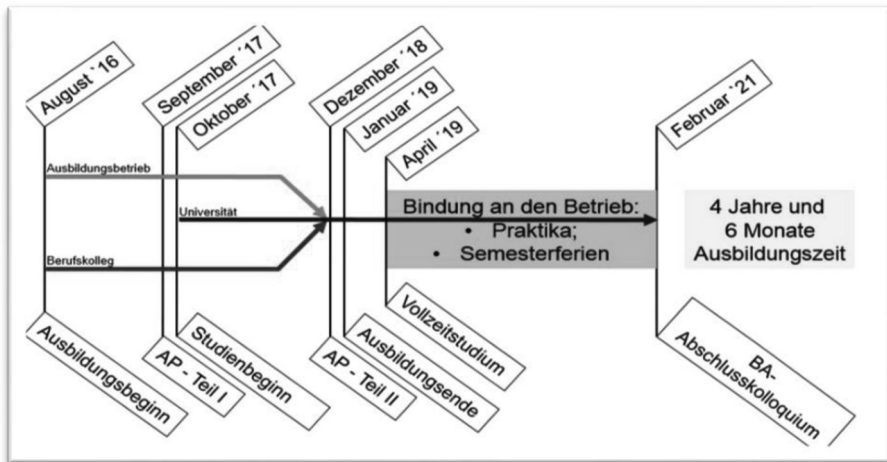 August `16
September ´17
Oktober ´17
Dezember ´18
Januar ´19
April ´19
Februar ´21
Ausbildungsbetrieb
Universität
Berufskolleg
Bindung an den Betrieb:
• Praktika;
• Semesterferien
4 Jahre und
6 Monate
Ausbildungszeit
Ausbildungsbeginn
AP - Teil I
Studienbeginn
AP - Teil II
Ausbildungsende
Vollzeitstudium
BA-
Abschlusskolloquium